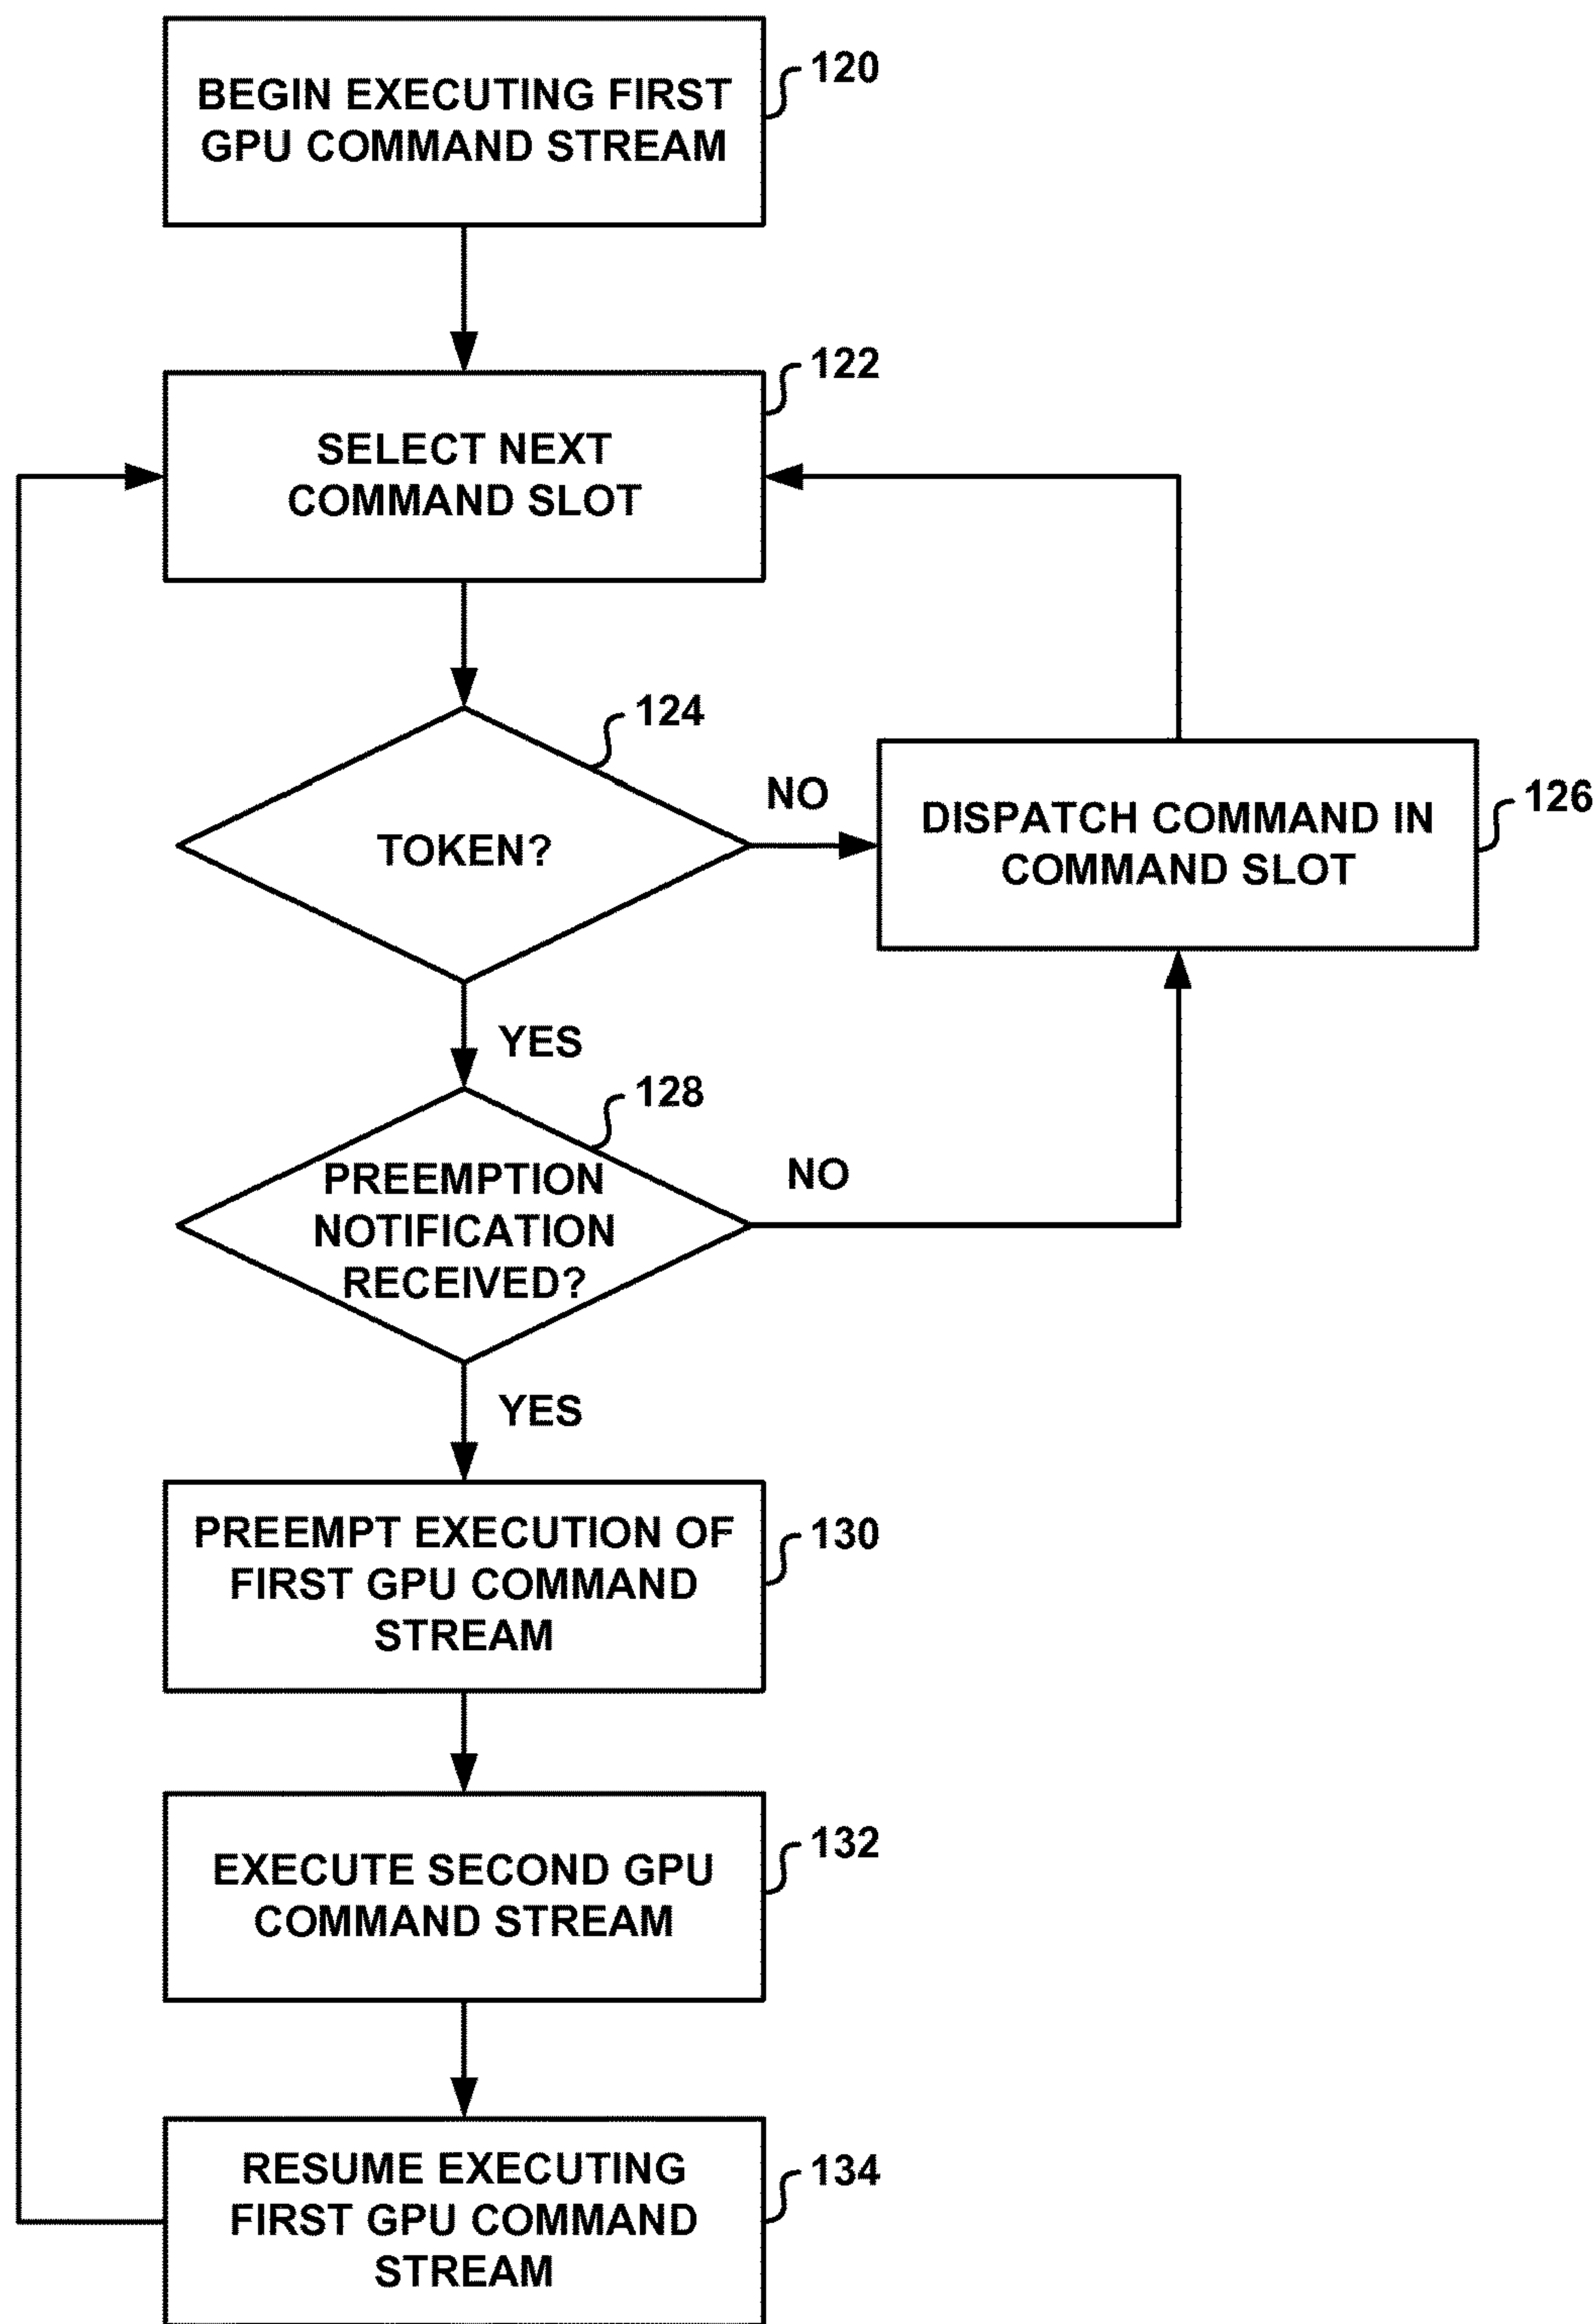 BEGIN EXECUTING FIRST
GPU COMMAND STREAM
120
SELECT NEXT
COMMAND SLOT
122
TOKEN?
124
NO
DISPATCH COMMAND IN
COMMAND SLOT
126
YES
PREEMPTION
NOTIFICATION
RECEIVED?
128
NO
YES
PREEMPT EXECUTION OF
FIRST GPU COMMAND
STREAM
130
EXECUTE SECOND GPU
COMMAND STREAM
132
RESUME EXECUTING
FIRST GPU COMMAND
STREAM
134